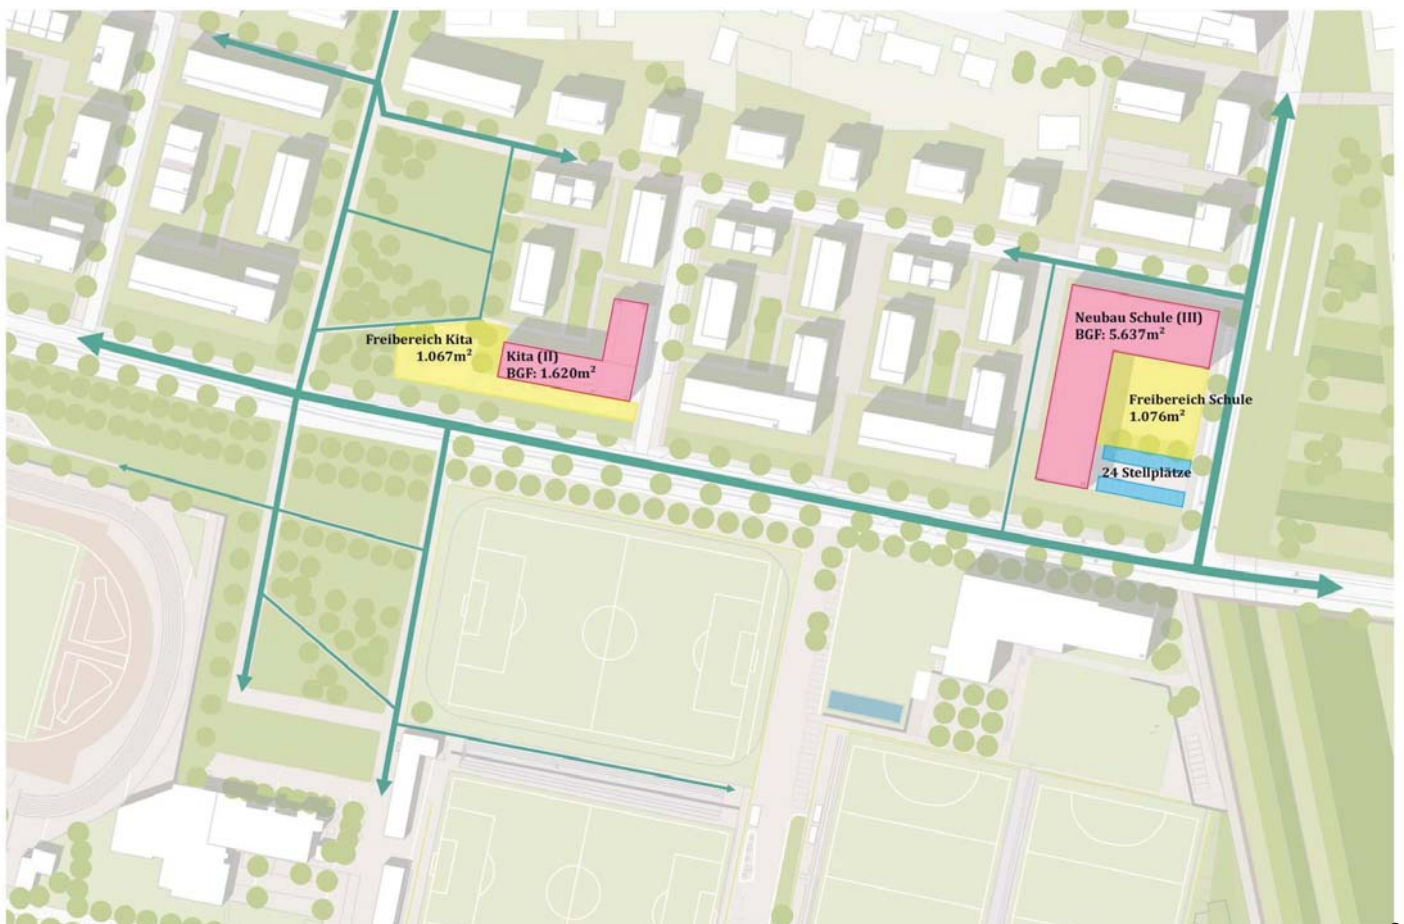 Neubau Schule (III)
BGF: 5.637m²
Freibereich Kita
1.067m²
Kita (II)
BGF: 1.620m²
Freibereich Schule
1.076m²
24 Stellplätze